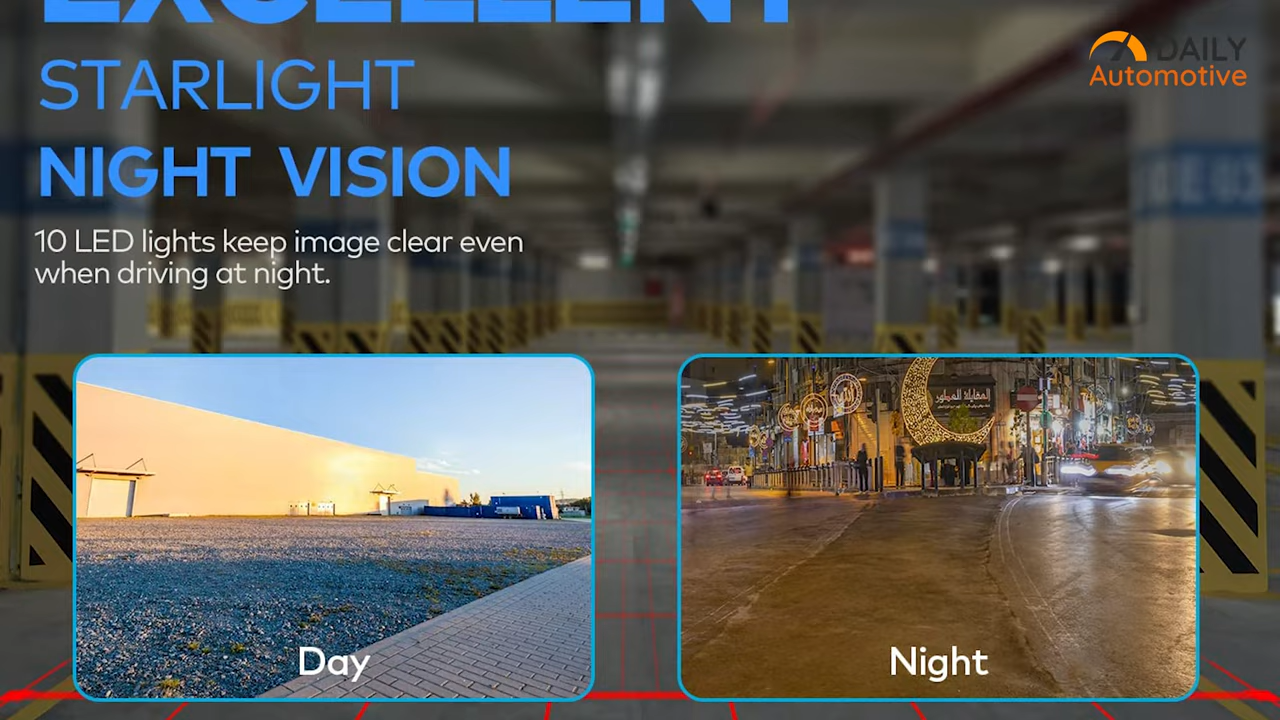 EXCELLENT
DAILY
Automotive
STARLIGHT
NIGHT VISION
10 LED lights keep image clear even
when driving at night.
Day
Night